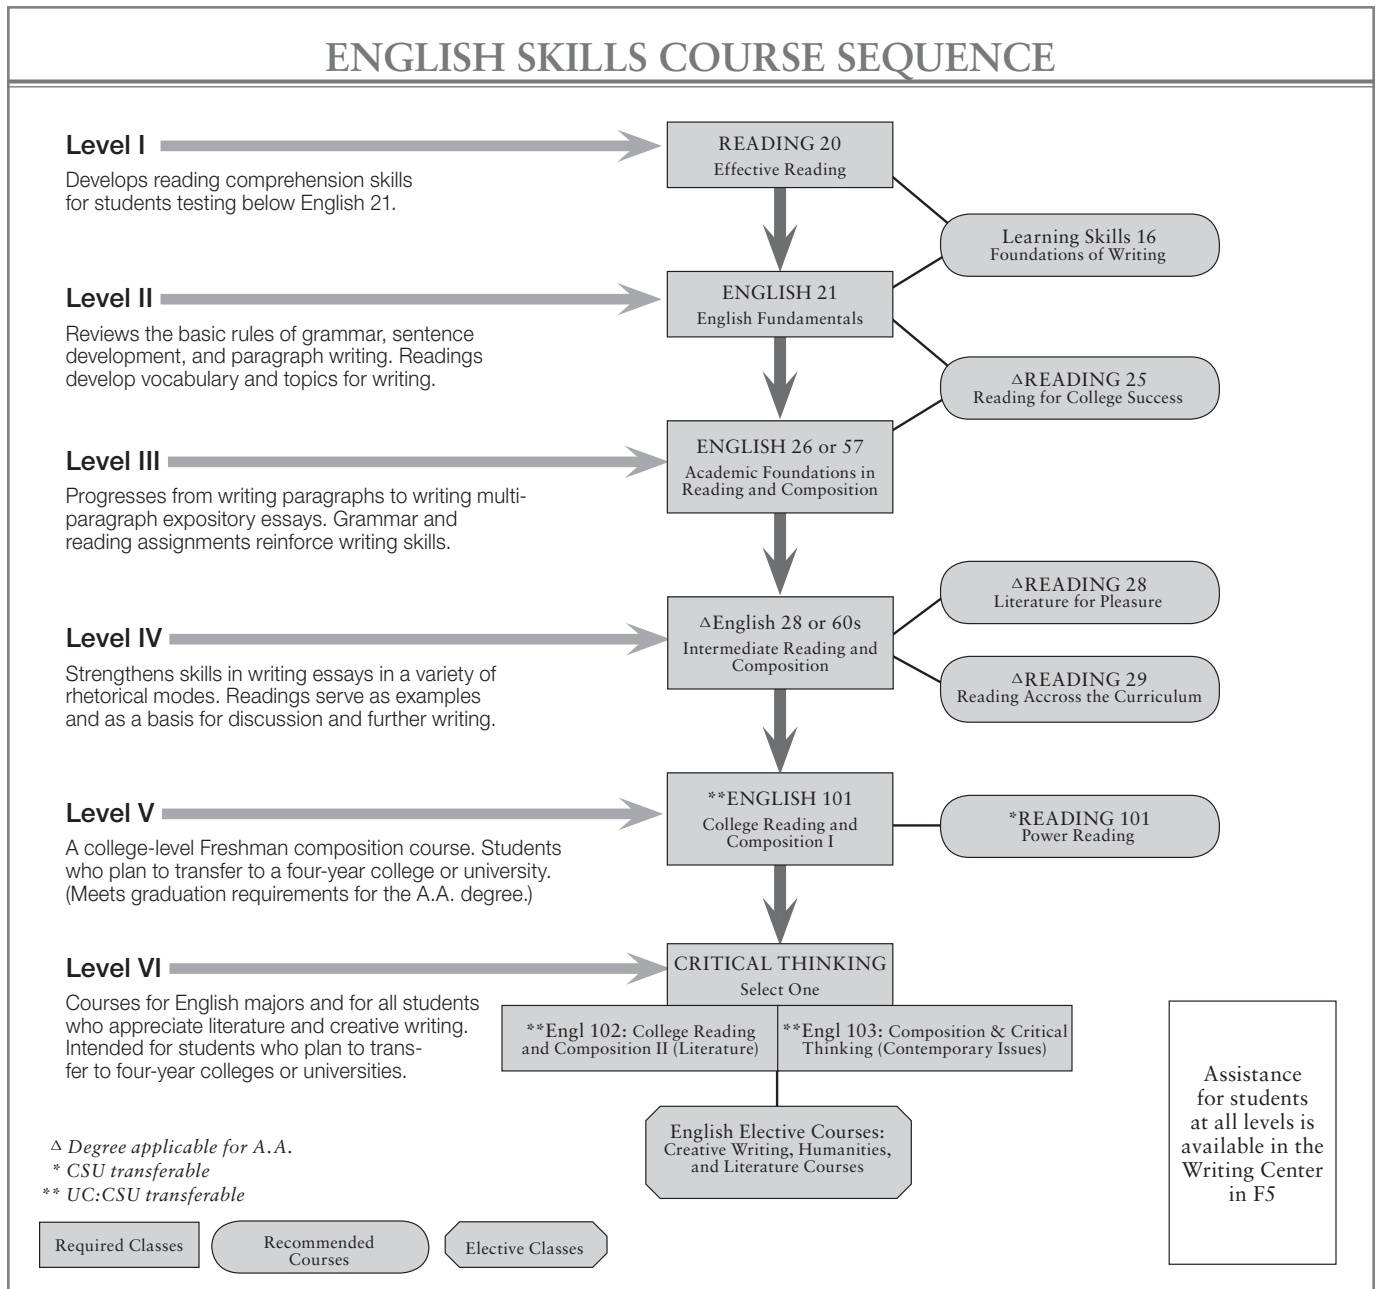 ENGLISH SKILLS COURSE SEQUENCE
Level I
Develops reading comprehension skills
for students testing below English 21.
READING 20
Effective Reading
Learning Skills 16
Foundations of Writing
Level II
Reviews the basic rules of grammar, sentence
development, and paragraph writing. Readings
develop vocabulary and topics for writing.
ENGLISH 21
English Fundamentals
△READING 25
Reading for College Success
Level III
Progresses from writing paragraphs to writing multi-
paragraph expository essays. Grammar and
reading assignments reinforce writing skills.
ENGLISH 26 or 57
Academic Foundations in
Reading and Composition
Level IV
Strengthens skills in writing essays in a variety of
rhetorical modes. Readings serve as examples
and as a basis for discussion and further writing.
△English 28 or 60s
Intermediate Reading and
Composition
△READING 28
Literature for Pleasure
△READING 29
Reading Accross the Curriculum
Level V
A college-level Freshman composition course. Students
who plan to transfer to a four-year college or university.
(Meets graduation requirements for the A.A. degree.)
**ENGLISH 101
College Reading and
Composition I
*READING 101
Power Reading
Level VI
Courses for English majors and for all students
who appreciate literature and creative writing.
Intended for students who plan to trans-
fer to four-year colleges or universities.
CRITICAL THINKING
Select One
**Engl 102: College Reading
and Composition II (Literature)
**Engl 103: Composition & Critical
Thinking (Contemporary Issues)
English Elective Courses:
Creative Writing, Humanities,
and Literature Courses
Assistance
for students
at all levels is
available in the
Writing Center
in F5
△ Degree applicable for A.A.
* CSU transferable
** UC:CSU transferable
Required Classes
Recommended
Courses
Elective Classes